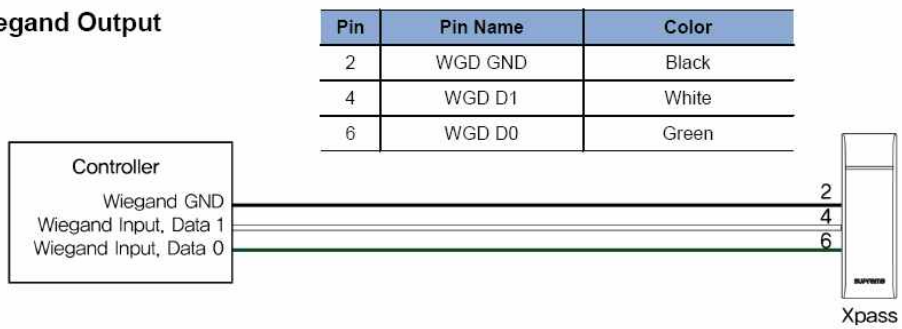 egand Output
Pin Pin Name Color
2 WGD GND Black
4 WGD D1 White
6 WGD D0 Green
Controller
Wiegand GND
Wiegand Input, Data 1
Wiegand Input, Data 0
2
4
6
suprema
Xpass